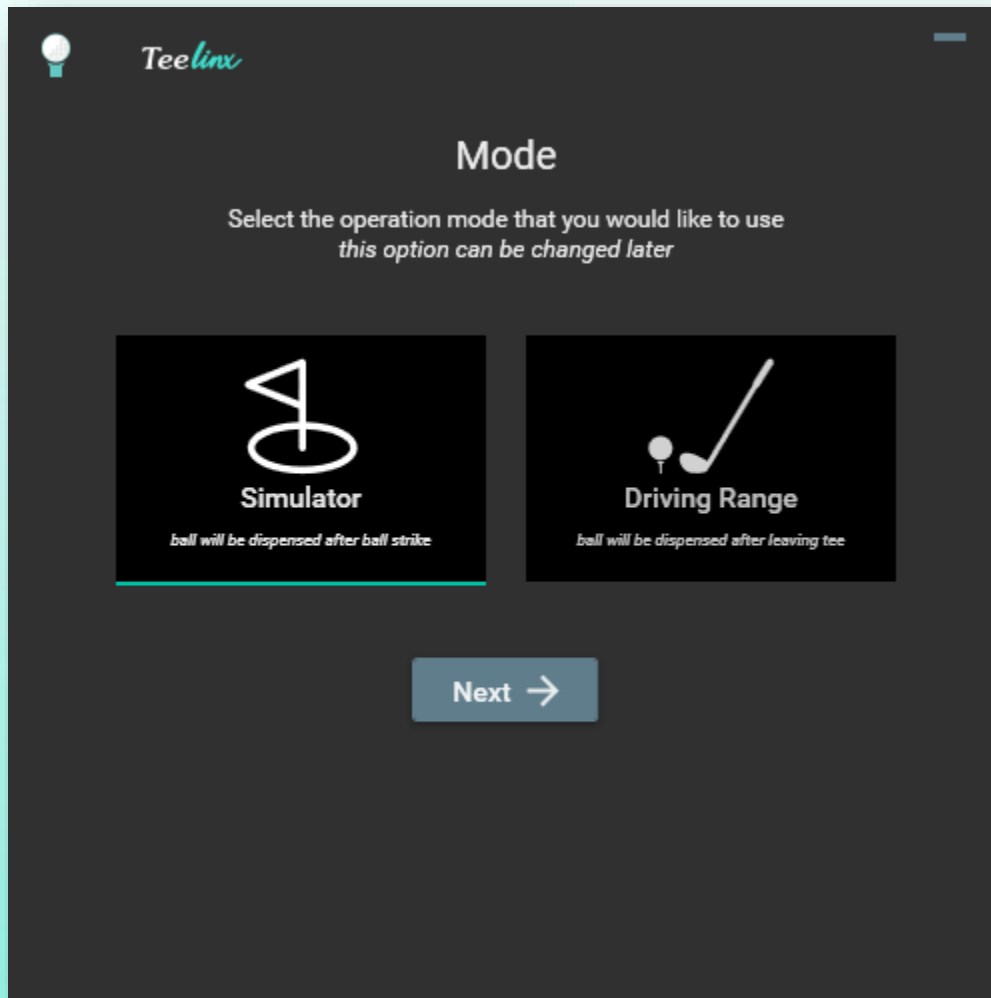 Teelinx
Mode
Select the operation mode that you would like to use
this option can be changed later
Simulator
ball will be dispensed after ball strike
Driving Range
ball will be dispensed after leaving tee
Next